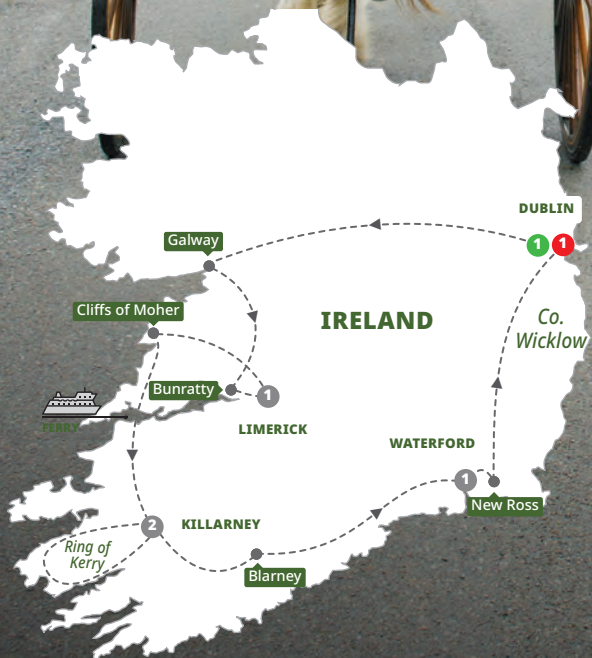 DUBLIN
1
1
Galway
Cliffs of Moher
IRELAND
Co.
Wicklow
Bunratty
1
LIMERICK
FERRY
WATERFORD
1
New Ross
2
KILLARNEY
Ring of
Kerry
Blarney